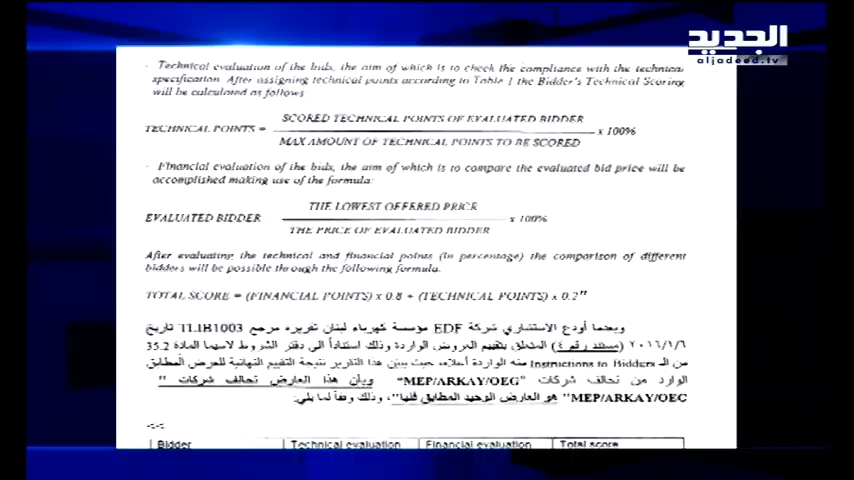 الجديد
aljadeed.tv
- Technical evaluation of the bids, the aim of which is to check the compliance with the technical
specification. After assigning technical points according to Table 1 the Bidder's Technical Scoring
will be calculated as follows
SCORED TECHNICAL POINTS OF EVALUATED BIDDER
TECHNICAL POINTS = x 100%
MAX AMOUNT OF TECHNICAL POINTS TO BE SCORED
- Financial evaluation of the bids, the aim of which is to compare the evaluated bid price will be
accomplished making use of the formula:
THE LOWEST OFFERED PRICE
EVALUATED BIDDER x 100%
THE PRICE OF EVALUATED BIDDER
After evaluating the technical and financial points (in percentage) the comparison of different
bidders will be possible through the following formula.
TOTAL SCORE = (FINANCIAL POINTS) x 0.8 + (TECHNICAL POINTS) x 0.2"
وبعدما أودع الاستشاري شركة EDF مؤسسة كهرباء لبنان تقريره مرجع TLIB1003 تاريخ
٢٠١٦/١/٦ (مستند رقم ٤) المتعلق بتقييم العروض الواردة وذلك استناداً الى دفتر الشروط لاسيما المادة 35.2
من الـ Instructions to Bidders منه الواردة أعلاه، حيث يبيّن هذا التقرير نتيجة التقييم النهائية للعرض المطابق
الوارد من تحالف شركات "MEP/ARKAY/OEG" وبأن هذا العارض تحالف شركات "
MEP/ARKAY/OEC" هو العارض الوحيد المطابق فنياً"، وذلك وفقاً لما يلي:
<<
Bidder Technical evaluation Financial evaluation Total score